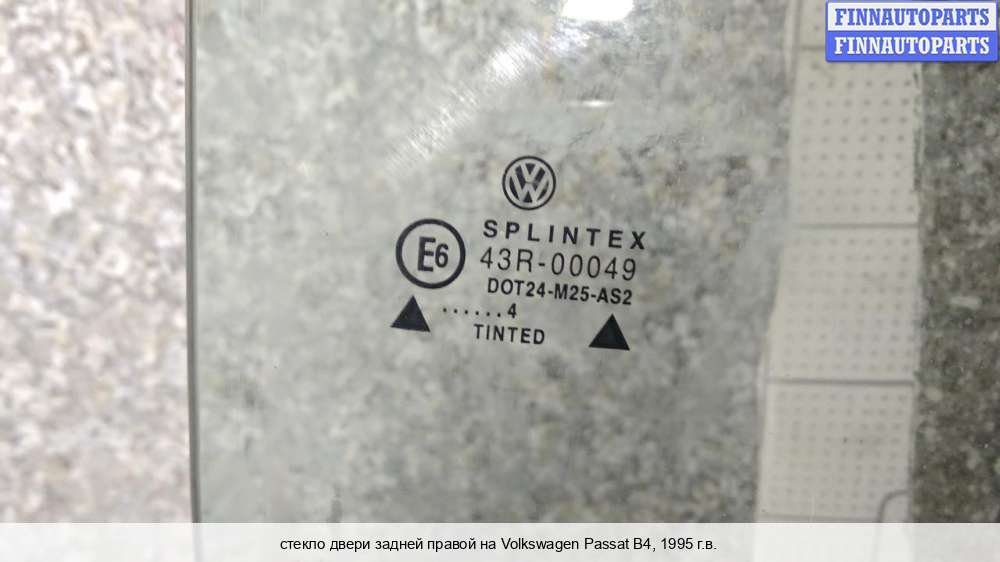 FINNAUTOPARTS
FINNAUTOPARTS
SPLINTEX
E6
43R-00049
DOT24-M25-AS2
......4
TINTED
стекло двери задней правой на Volkswagen Passat B4, 1995 г.в.